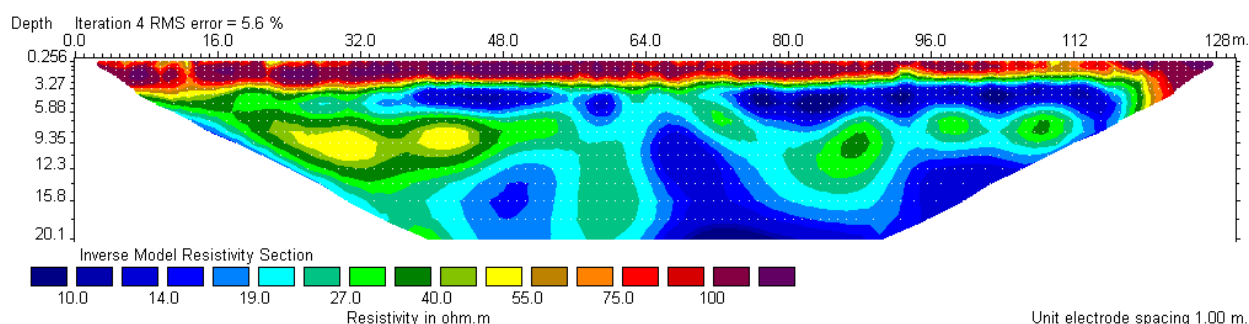 Depth Iteration 4 RMS error = 5.6 %
0.0 16.0 32.0 48.0 64.0 80.0 96.0 112 128 m.
0.256
3.27
5.88
9.35
12.3
15.8
20.1
Inverse Model Resistivity Section
10.0 14.0 19.0 27.0 40.0 55.0 75.0 100
Resistivity in ohm.m Unit electrode spacing 1.00 m.